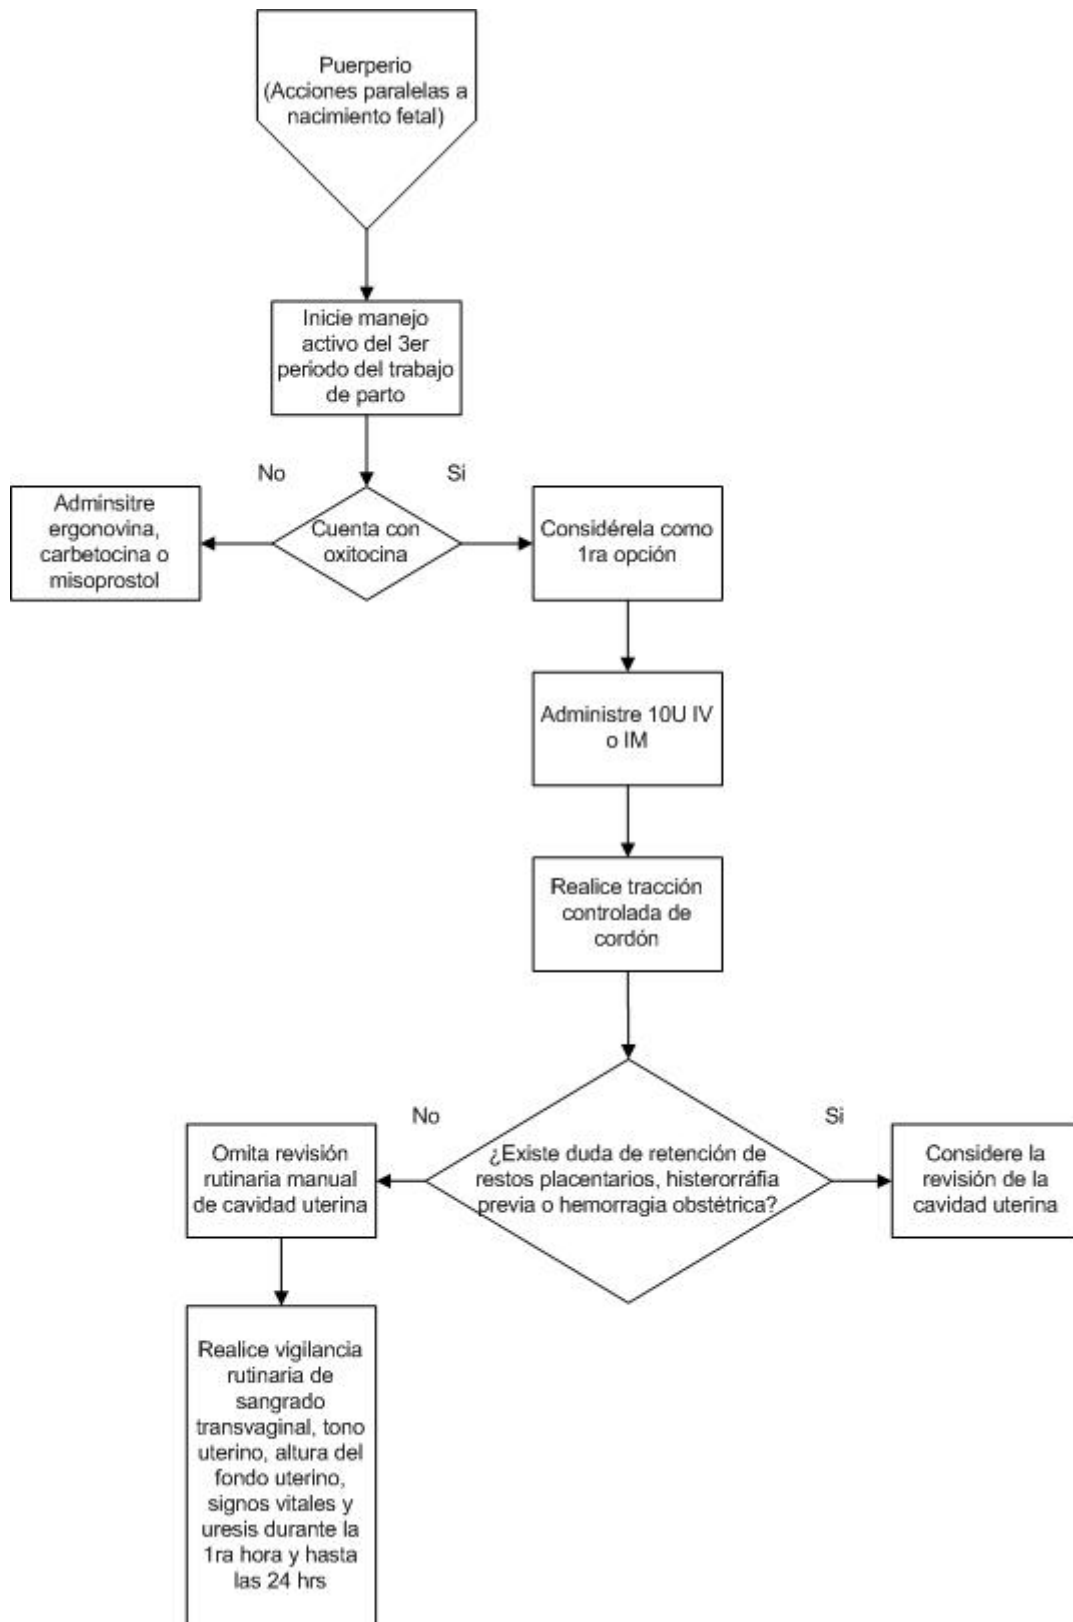 Puerperio
(Acciones paralelas a
nacimiento fetal)
Inicie manejo
activo del 3er
periodo del trabajo
de parto
No
Si
Adminsitre
ergonovina,
carbetocina o
misoprostol
Cuenta con
oxitocina
Considérela como
1ra opción
Administre 10U IV
o IM
Realice tracción
controlada de
cordón
No
Si
Omita revisión
rutinaria manual
de cavidad uterina
¿Existe duda de retención de
restos placentarios, histerorráfia
previa o hemorragia obstétrica?
Considere la
revisión de la
cavidad uterina
Realice vigilancia
rutinaria de
sangrado
transvaginal, tono
uterino, altura del
fondo uterino,
signos vitales y
uresis durante la
1ra hora y hasta
las 24 hrs